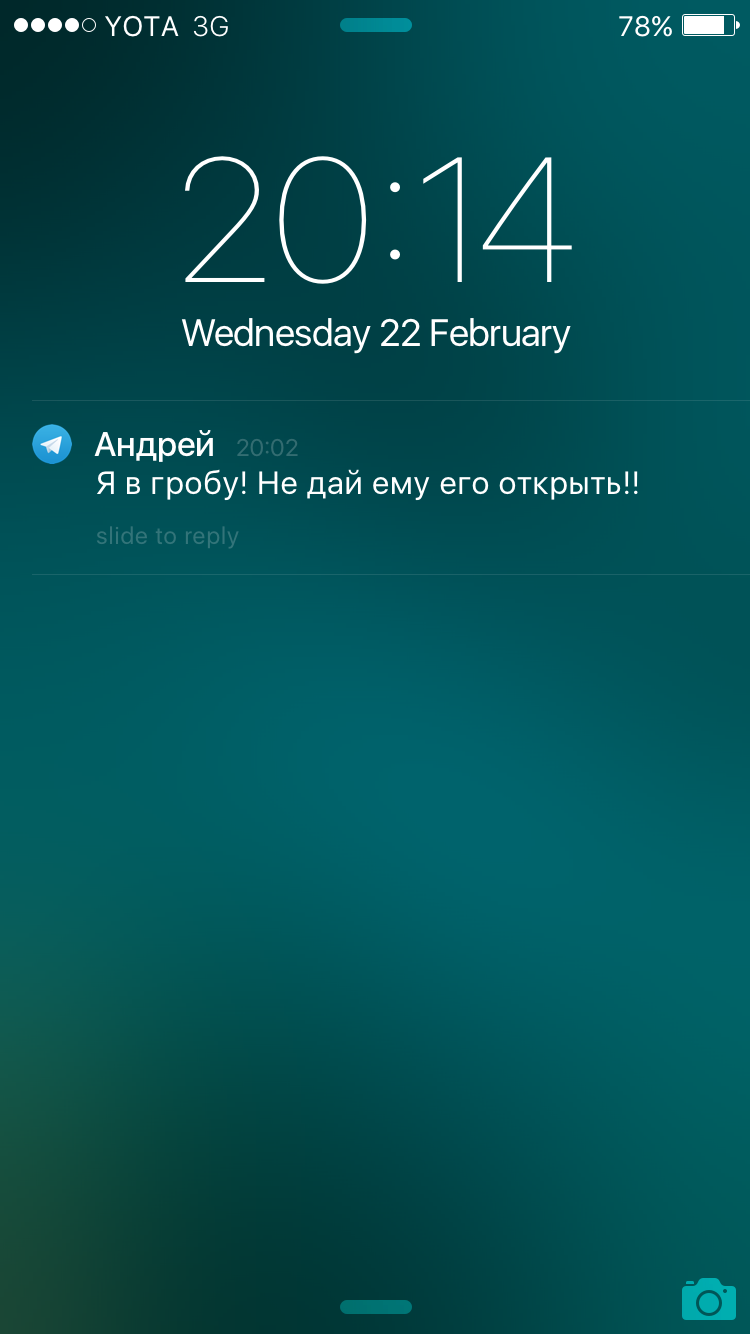 YOTA 3G 78%
20:14
Wednesday 22 February
Андрей 20:02
Я в гробу! Не дай ему его открыть!!
slide to reply